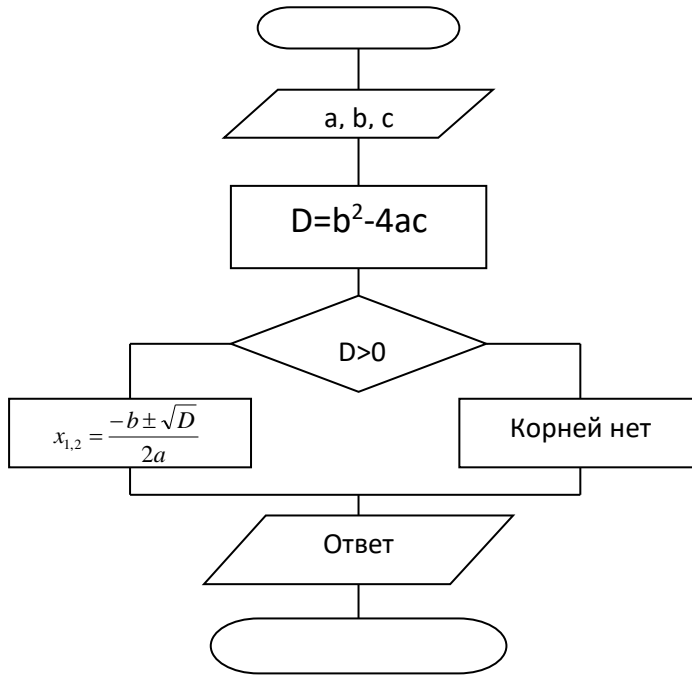 a, b, c
D=b²-4ac
D>0
x₁,₂ = (-b ± √D) / 2a
Корней нет
Ответ